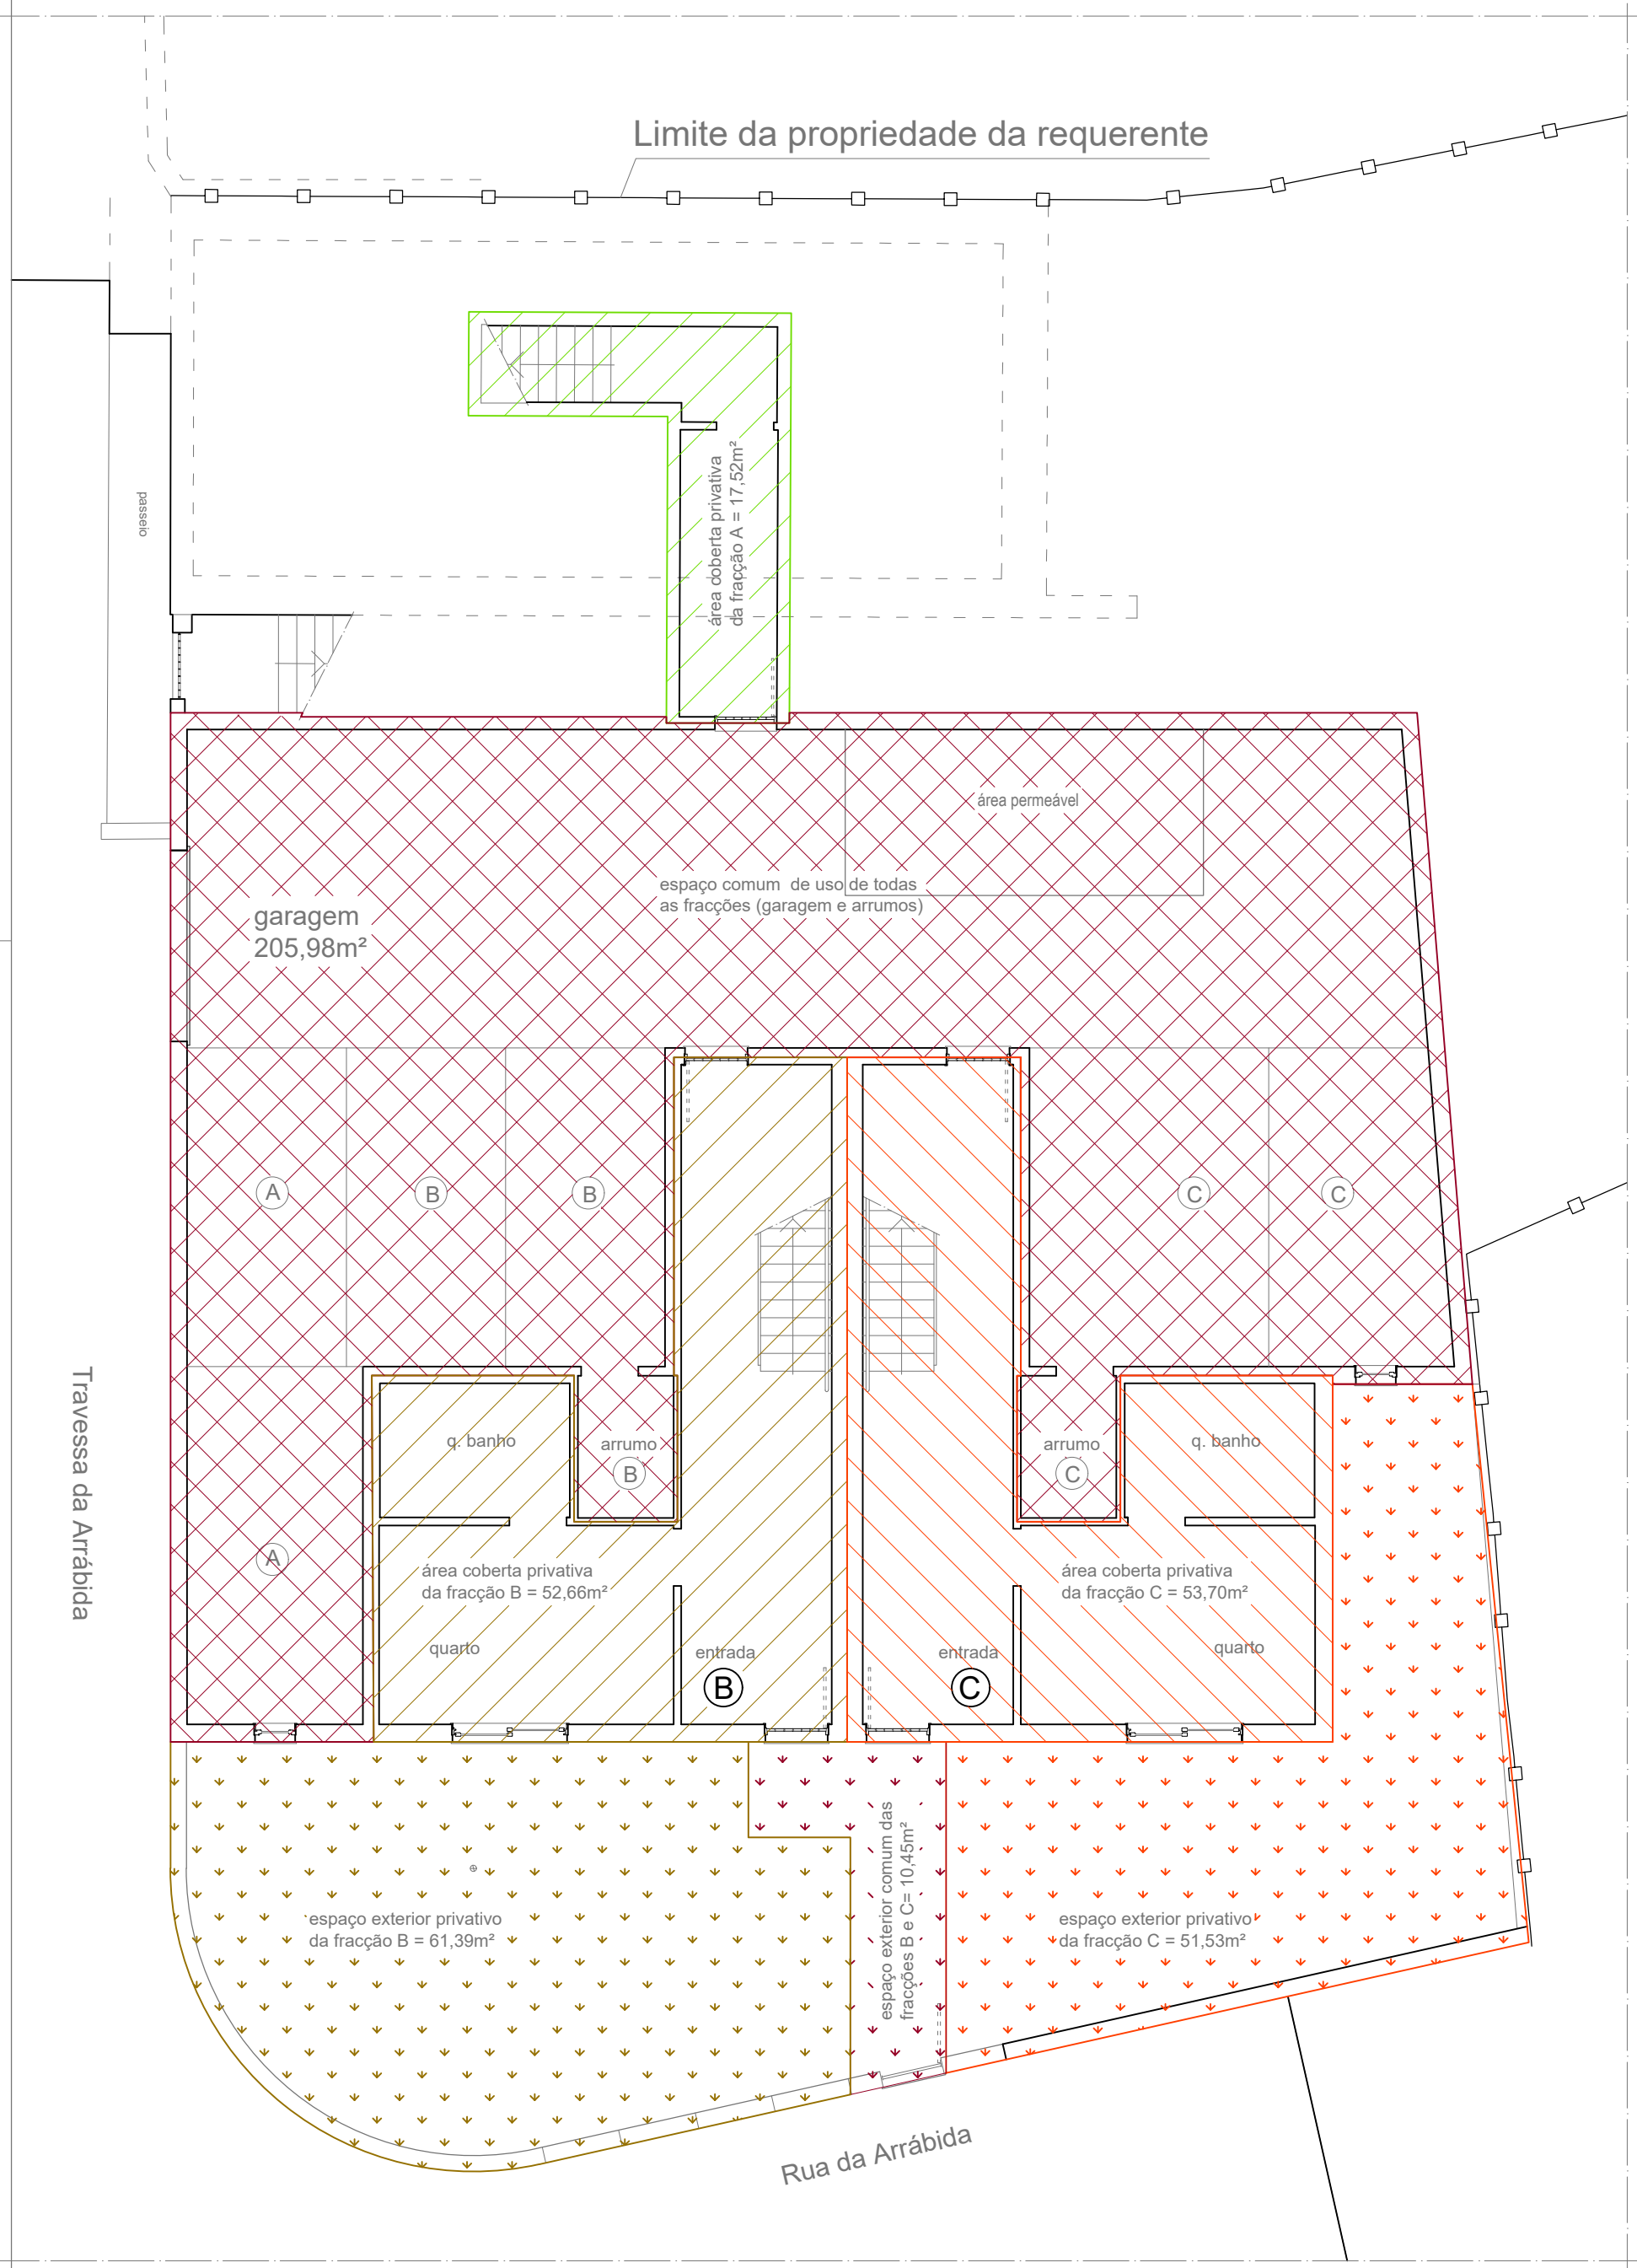 Limite da propriedade da requerente
passeio
área coberta privativa
da fracção A = 17,52m²
área permeável
espaço comum  de uso de todas
as fracções (garagem e arrumos)
garagem
205,98m²
A
B
B
C
C
Travessa da Arrábida
q. banho
arrumo
B
arrumo
C
q. banho
A
área coberta privativa
da fracção B = 52,66m²
área coberta privativa
da fracção C = 53,70m²
quarto
entrada
B
entrada
C
quarto
espaço exterior privativo
da fracção B = 61,39m²
espaço exterior comum das
fracções B e C= 10,45m²
espaço exterior privativo
da fracção C = 51,53m²
Rua da Arrábida